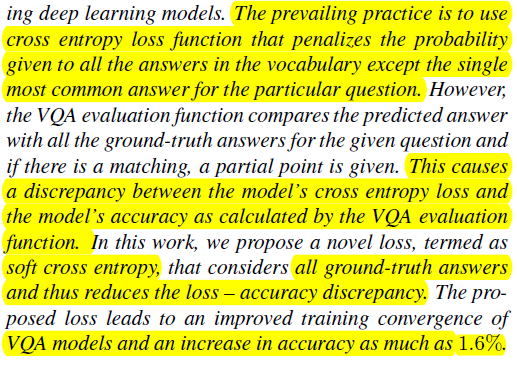 ing deep learning models. The prevailing practice is to use
cross entropy loss function that penalizes the probability
given to all the answers in the vocabulary except the single
most common answer for the particular question. However,
the VQA evaluation function compares the predicted answer
with all the ground-truth answers for the given question and
if there is a matching, a partial point is given. This causes
a discrepancy between the model's cross entropy loss and
the model's accuracy as calculated by the VQA evaluation
function. In this work, we propose a novel loss, termed as
soft cross entropy, that considers all ground-truth answers
and thus reduces the loss – accuracy discrepancy. The pro-
posed loss leads to an improved training convergence of
VQA models and an increase in accuracy as much as 1.6%.